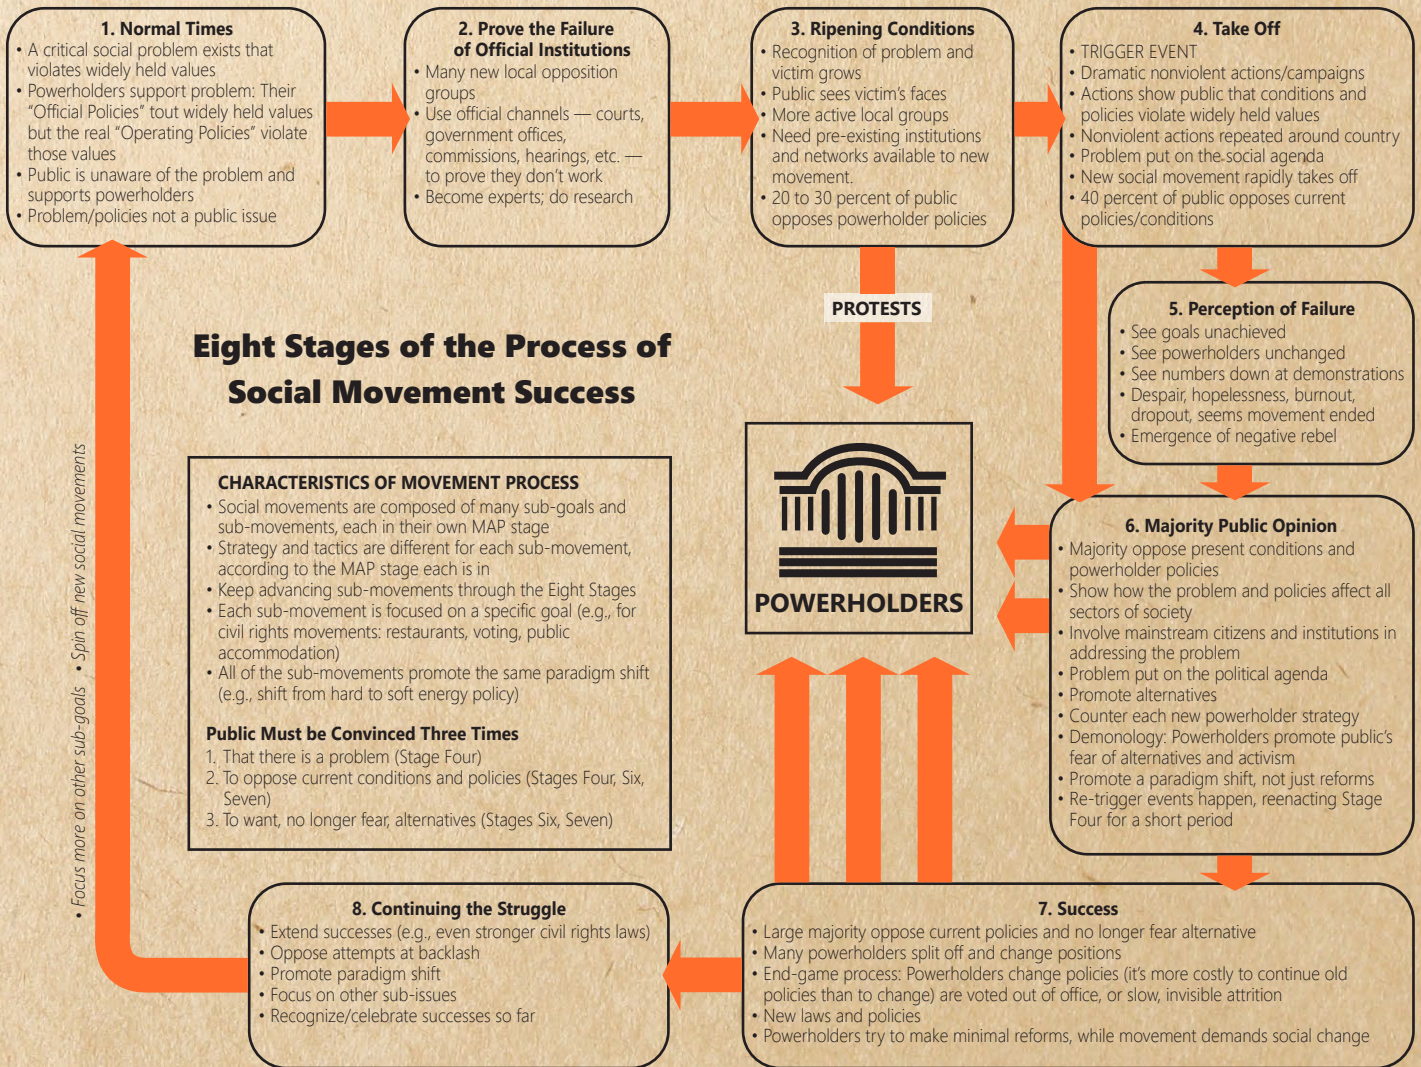 1. Normal Times
• A critical social problem exists that
violates widely held values
• Powerholders support problem: Their
“Official Policies” tout widely held values
but the real “Operating Policies” violate
those values
• Public is unaware of the problem and
supports powerholders
• Problem/policies not a public issue
2. Prove the Failure
of Official Institutions
• Many new local opposition
groups
• Use official channels — courts,
government offices,
commissions, hearings, etc. —
to prove they don’t work
• Become experts; do research
3. Ripening Conditions
• Recognition of problem and
victim grows
• Public sees victim’s faces
• More active local groups
• Need pre-existing institutions
and networks available to new
movement.
• 20 to 30 percent of public
opposes powerholder policies
4. Take Off
• TRIGGER EVENT
• Dramatic nonviolent actions/campaigns
• Actions show public that conditions and
policies violate widely held values
• Nonviolent actions repeated around country
• Problem put on the social agenda
• New social movement rapidly takes off
• 40 percent of public opposes current
policies/conditions
PROTESTS
5. Perception of Failure
• See goals unachieved
• See powerholders unchanged
• See numbers down at demonstrations
• Despair, hopelessness, burnout,
dropout, seems movement ended
• Emergence of negative rebel
Eight Stages of the Process of
Social Movement Success
CHARACTERISTICS OF MOVEMENT PROCESS
• Social movements are composed of many sub-goals and
sub-movements, each in their own MAP stage
• Strategy and tactics are different for each sub-movement,
according to the MAP stage each is in
• Keep advancing sub-movements through the Eight Stages
• Each sub-movement is focused on a specific goal (e.g., for
civil rights movements: restaurants, voting, public
accommodation)
• All of the sub-movements promote the same paradigm shift
(e.g., shift from hard to soft energy policy)
Public Must be Convinced Three Times
1. That there is a problem (Stage Four)
2. To oppose current conditions and policies (Stages Four, Six,
Seven)
3. To want, no longer fear, alternatives (Stages Six, Seven)
POWERHOLDERS
6. Majority Public Opinion
• Majority oppose present conditions and
powerholder policies
• Show how the problem and policies affect all
sectors of society
• Involve mainstream citizens and institutions in
addressing the problem
• Problem put on the political agenda
• Promote alternatives
• Counter each new powerholder strategy
• Demonology: Powerholders promote public’s
fear of alternatives and activism
• Promote a paradigm shift, not just reforms
• Re-trigger events happen, reenacting Stage
Four for a short period
7. Success
• Large majority oppose current policies and no longer fear alternative
• Many powerholders split off and change positions
• End-game process: Powerholders change policies (it’s more costly to continue old
policies than to change) are voted out of office, or slow, invisible attrition
• New laws and policies
• Powerholders try to make minimal reforms, while movement demands social change
8. Continuing the Struggle
• Extend successes (e.g., even stronger civil rights laws)
• Oppose attempts at backlash
• Promote paradigm shift
• Focus on other sub-issues
• Recognize/celebrate successes so far
• Focus more on other sub-goals • Spin off new social movements